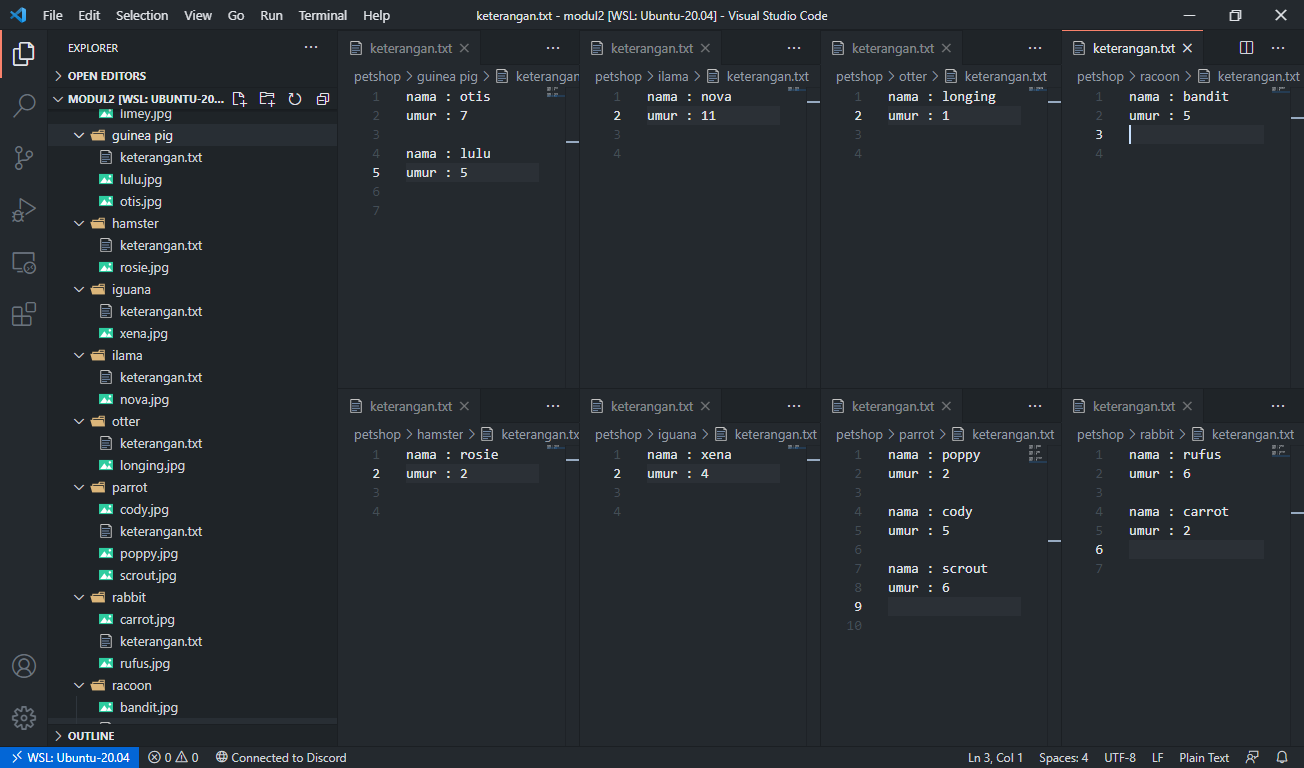 File Edit Selection View Go Run Terminal Help keterangan.txt - modul2 [WSL: Ubuntu-20.04] - Visual Studio Code
EXPLORER
OPEN EDITORS
MODUL2 [WSL: UBUNTU-20...
limey.jpg
guinea pig
keterangan.txt
lulu.jpg
otis.jpg
hamster
keterangan.txt
rosie.jpg
iguana
keterangan.txt
xena.jpg
ilama
keterangan.txt
nova.jpg
otter
keterangan.txt
longing.jpg
parrot
cody.jpg
keterangan.txt
poppy.jpg
scrout.jpg
rabbit
carrot.jpg
keterangan.txt
rufus.jpg
racoon
bandit.jpg
OUTLINE
keterangan.txt
petshop > guinea pig > keterangan
1 nama : otis
2 umur : 7
3
4 nama : lulu
5 umur : 5
6
7
keterangan.txt
petshop > ilama > keterangan.txt
1 nama : nova
2 umur : 11
3
4
keterangan.txt
petshop > otter > keterangan.txt
1 nama : longing
2 umur : 1
3
4
keterangan.txt
petshop > racoon > keterangan.txt
1 nama : bandit
2 umur : 5
3
4
keterangan.txt
petshop > hamster > keterangan.tx
1 nama : rosie
2 umur : 2
3
4
keterangan.txt
petshop > iguana > keterangan.txt
1 nama : xena
2 umur : 4
3
4
keterangan.txt
petshop > parrot > keterangan.txt
1 nama : poppy
2 umur : 2
3
4 nama : cody
5 umur : 5
6
7 nama : scrout
8 umur : 6
9
10
keterangan.txt
petshop > rabbit > keterangan.txt
1 nama : rufus
2 umur : 6
3
4 nama : carrot
5 umur : 2
6
7
WSL: Ubuntu-20.04 0 0 Connected to Discord Ln 3, Col 1 Spaces: 4 UTF-8 LF Plain Text